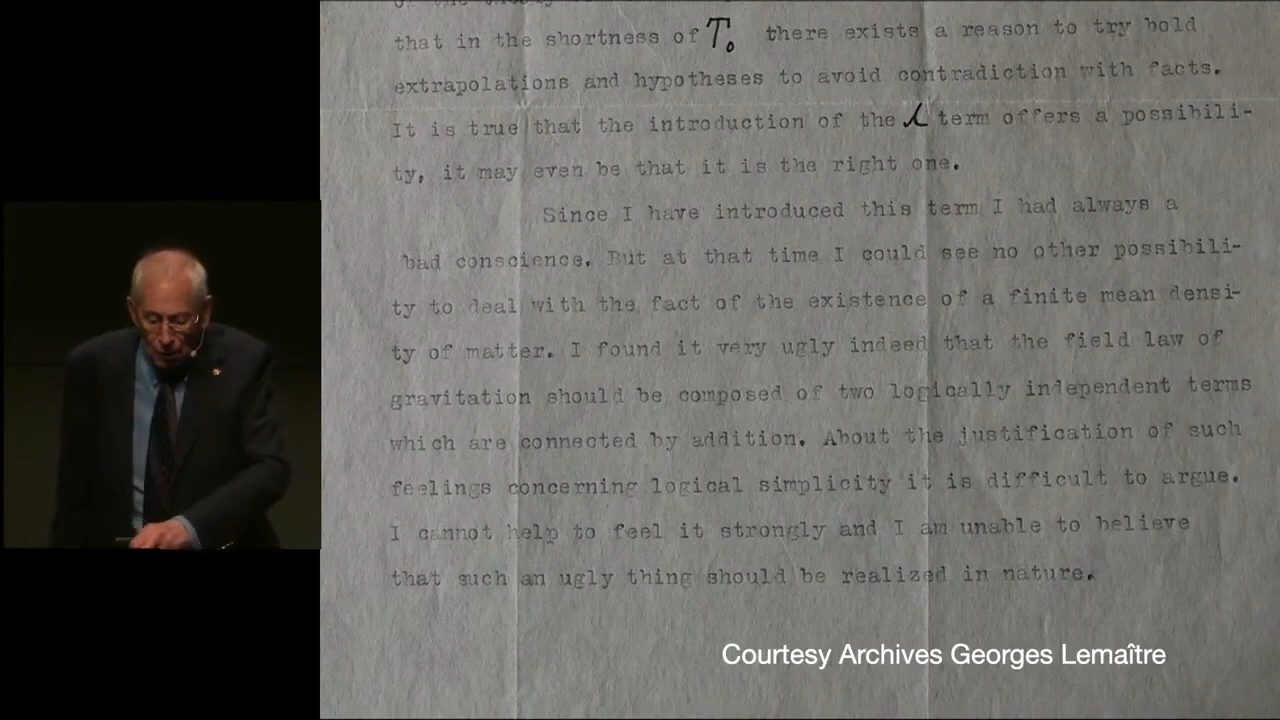 that in the shortness of T₀ there exists a reason to try bold
extrapolations and hypotheses to avoid contradiction with facts.
It is true that the introduction of the λ term offers a possibili-
ty, it may even be that it is the right one.
Since I have introduced this term I had always a
bad conscience. But at that time I could see no other possibili-
ty to deal with the fact of the existence of a finite mean densi-
ty of matter. I found it very ugly indeed that the field law of
gravitation should be composed of two logically independent terms
which are connected by addition. About the justification of such
feelings concerning logical simplicity it is difficult to argue.
I cannot help to feel it strongly and I am unable to believe
that such an ugly thing should be realized in nature.
Courtesy Archives Georges Lemaître